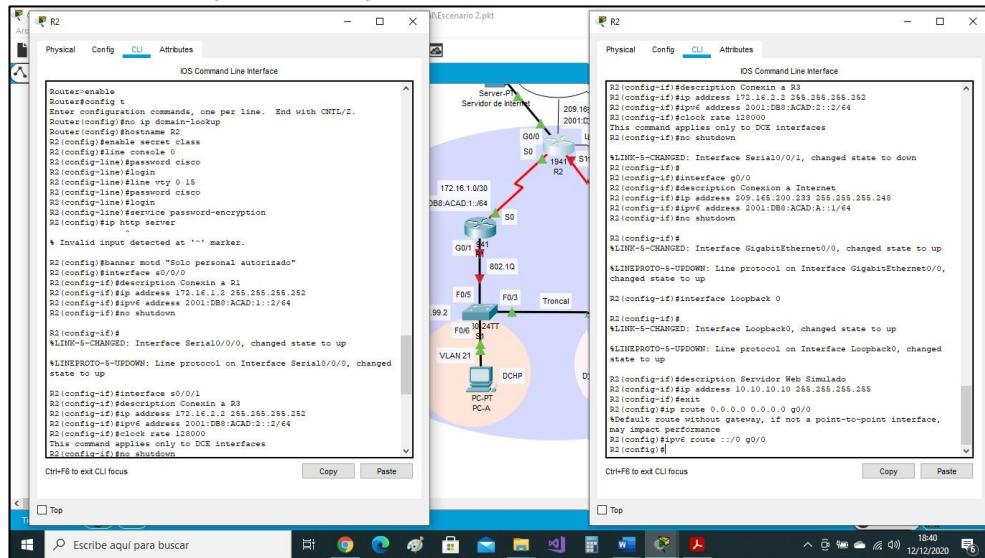 R2
Physical Config CLI Attributes
IOS Command Line Interface
Router>enable
Router#config t
Enter configuration commands, one per line. End with CNTL/Z.
Router(config)#no ip domain-lookup
Router(config)#hostname R2
R2(config)#enable secret class
R2(config)#line console 0
R2(config-line)#password cisco
R2(config-line)#login
R2(config-line)#line vty 0 15
R2(config-line)#password cisco
R2(config-line)#login
R2(config-line)#service password-encryption
R2(config)#ip http server
^
% Invalid input detected at '^' marker.
R2(config)#banner motd "Solo personal autorizado"
R2(config)#interface s0/0/0
R2(config-if)#description Conexin a R1
R2(config-if)#ip address 172.16.1.2 255.255.255.252
R2(config-if)#ipv6 address 2001:DB8:ACAD:1::2/64
R2(config-if)#no shutdown
R2(config-if)#
%LINK-5-CHANGED: Interface Serial0/0/0, changed state to up
%LINEPROTO-5-UPDOWN: Line protocol on Interface Serial0/0/0, changed
state to up
R2(config-if)#interface s0/0/1
R2(config-if)#description Conexin a R3
R2(config-if)#ip address 172.16.2.2 255.255.255.252
R2(config-if)#ipv6 address 2001:DB8:ACAD:2::2/64
R2(config-if)#clock rate 128000
This command applies only to DCE interfaces
R2(config-if)#no shutdown
Ctrl+F6 to exit CLI focus
Copy Paste
Top
l\Escenario 2.pkt
Server-PT
Servidor de Internet
209.165
G0/0
S0
1941
R2
172.16.1.0/30
DB8:ACAD:1::/64
S0
G0/1
802.1Q
F0/5
F0/3
Troncal
.99.2
F0/6
VLAN 21
DCHP
PC-PT
PC-A
R2
Physical Config CLI Attributes
IOS Command Line Interface
R2(config-if)#description Conexin a R3
R2(config-if)#ip address 172.16.2.2 255.255.255.252
R2(config-if)#ipv6 address 2001:DB8:ACAD:2::2/64
R2(config-if)#clock rate 128000
This command applies only to DCE interfaces
R2(config-if)#no shutdown
%LINK-5-CHANGED: Interface Serial0/0/1, changed state to down
R2(config-if)#
R2(config-if)#interface g0/0
R2(config-if)#description Conexion a Internet
R2(config-if)#ip address 209.165.200.233 255.255.255.248
R2(config-if)#ipv6 address 2001:DB8:ACAD:A::1/64
R2(config-if)#no shutdown
R2(config-if)#
%LINK-5-CHANGED: Interface GigabitEthernet0/0, changed state to up
%LINEPROTO-5-UPDOWN: Line protocol on Interface GigabitEthernet0/0,
changed state to up
R2(config-if)#interface Loopback 0
R2(config-if)#
%LINK-5-CHANGED: Interface Loopback0, changed state to up
%LINEPROTO-5-UPDOWN: Line protocol on Interface Loopback0, changed
state to up
R2(config-if)#description Servidor Web Simulado
R2(config-if)#ip address 10.10.10.10 255.255.255.255
R2(config-if)#exit
R2(config)#ip route 0.0.0.0 0.0.0.0 g0/0
%Default route without gateway, if not a point-to-point interface,
may impact performance
R2(config)#ipv6 route ::/0 g0/0
R2(config)#
Ctrl+F6 to exit CLI focus
Copy Paste
Top
Escribe aquí para buscar
18:40
12/12/2020